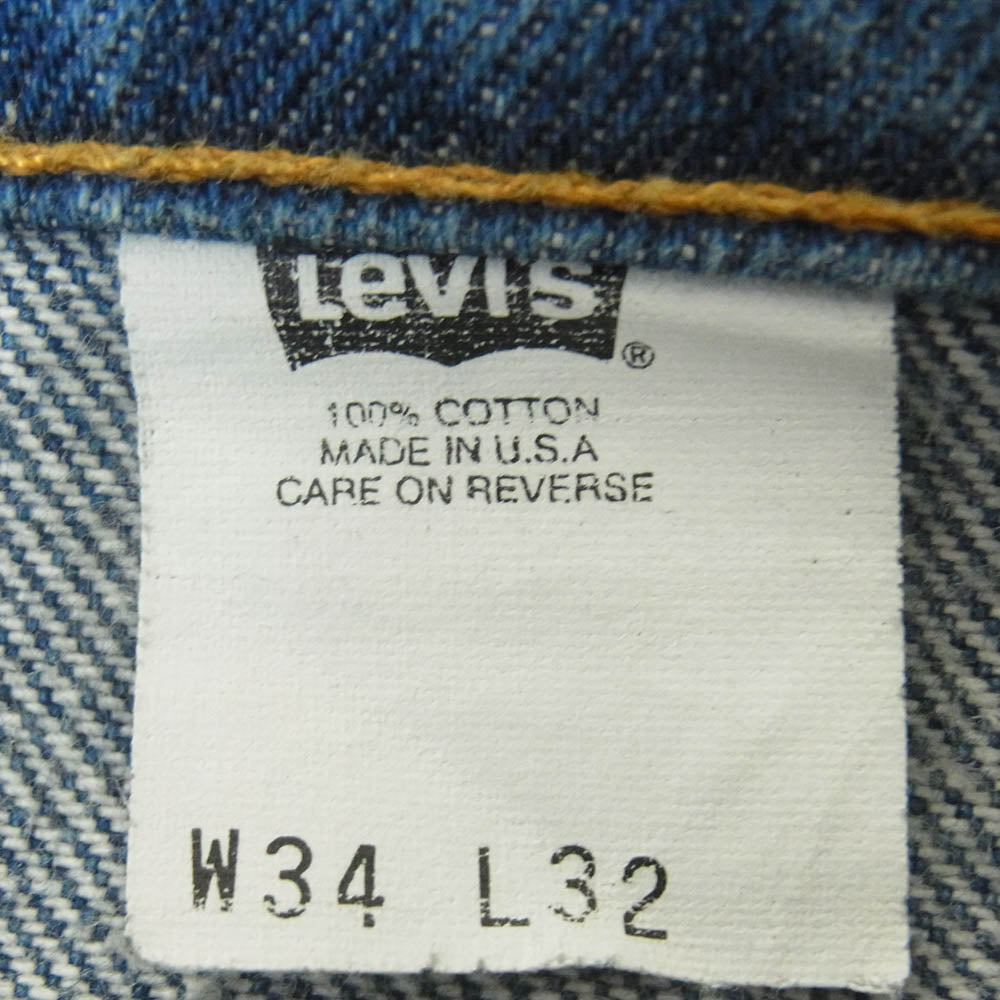 Levi's
®
100% COTTON
MADE IN U.S.A
CARE ON REVERSE
W34 L32